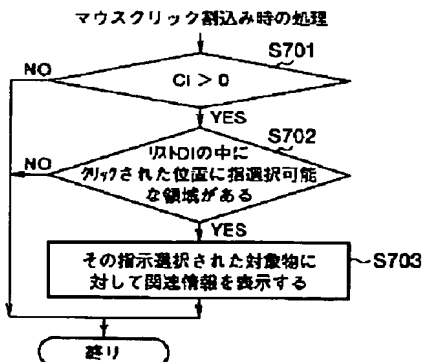 マウスクリック割込み時の処理
S701
NO
CI > 0
YES
S702
NO
リストDIの中に
クリックされた位置に指選択可能
な領域がある
YES
その指示選択された対象物に
対して関連情報を表示する
S703
終り